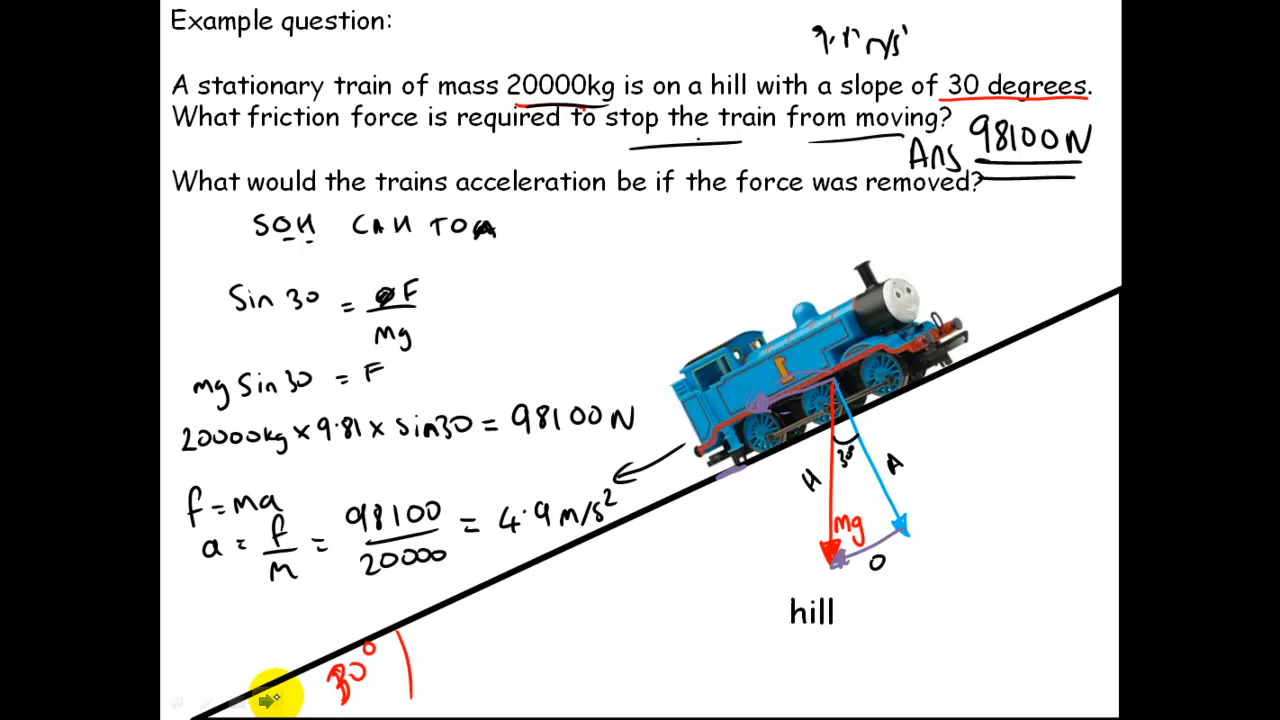 Example question:
A stationary train of mass 20000kg is on a hill with a slope of 30 degrees.
What friction force is required to stop the train from moving?
Ans 98100N
What would the trains acceleration be if the force was removed?
SOH CAH TOA
Sin 30 = F / Mg
mg Sin 30 = F
20000kg × 9.81 × sin30 = 98100N
f = ma
a = f / M = 98100 / 20000 = 4.9 m/s²
1
30
H
A
mg
O
hill
30°